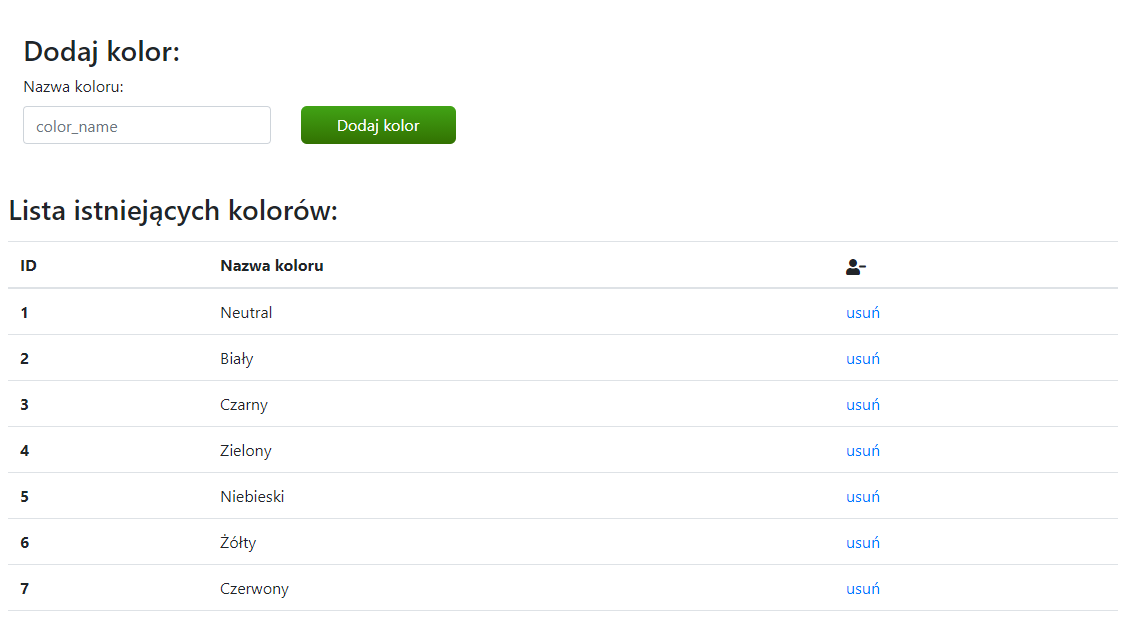 Dodaj kolor:
Nazwa koloru:
color_name
Dodaj kolor
Lista istniejących kolorów:
ID Nazwa koloru
1 Neutral usuń
2 Biały usuń
3 Czarny usuń
4 Zielony usuń
5 Niebieski usuń
6 Żółty usuń
7 Czerwony usuń